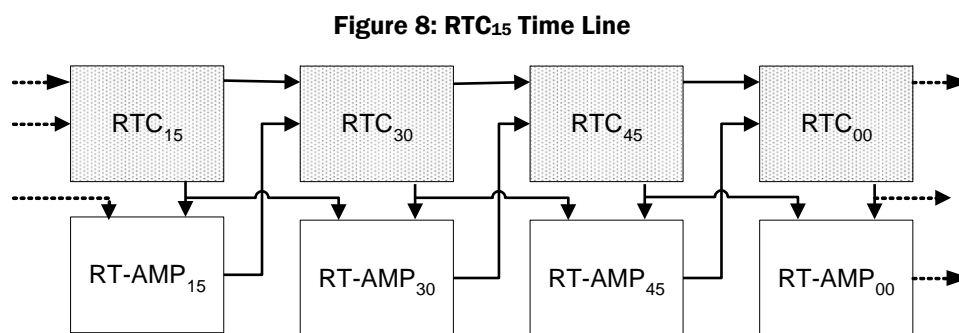 Figure 8: RTC₁₅ Time Line
RTC₁₅ RTC₃₀ RTC₄₅ RTC₀₀
RT-AMP₁₅ RT-AMP₃₀ RT-AMP₄₅ RT-AMP₀₀